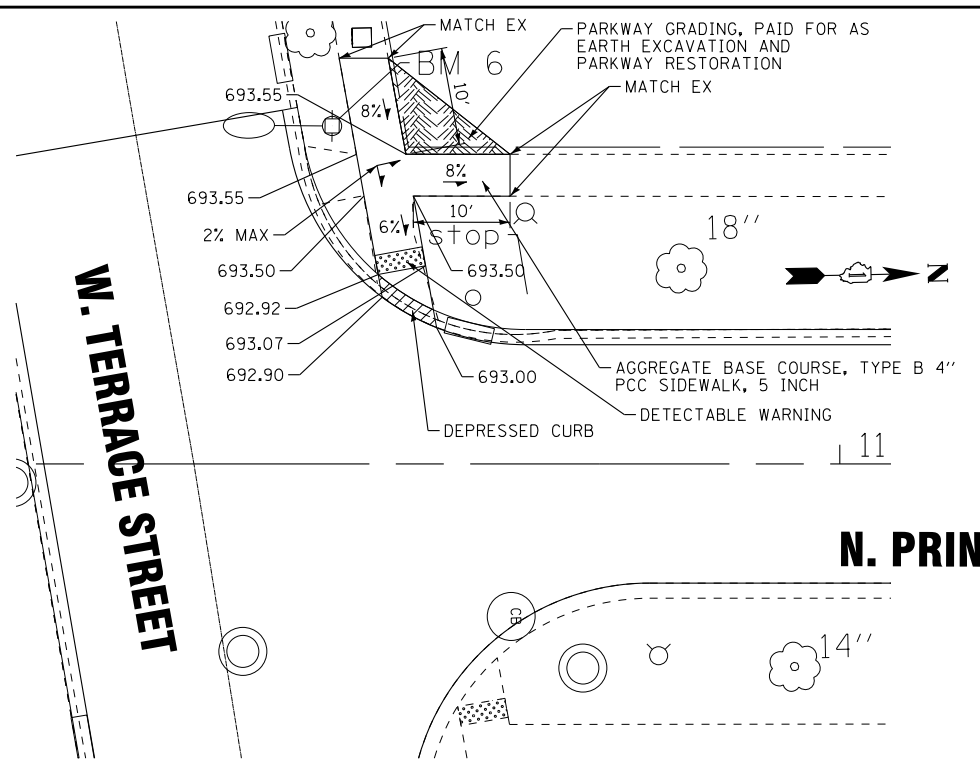 MATCH EX
PARKWAY GRADING, PAID FOR AS
EARTH EXCAVATION AND
PARKWAY RESTORATION
BM 6
10'
MATCH EX
693.55
8%
8%
693.55
2% MAX
10'
18''
6%
stop
693.50
693.50
N
692.92
693.07
692.90
693.00
AGGREGATE BASE COURSE, TYPE B 4''
PCC SIDEWALK, 5 INCH
DETECTABLE WARNING
DEPRESSED CURB
11
W. TERRACE STREET
N. PRIN
CB
14''